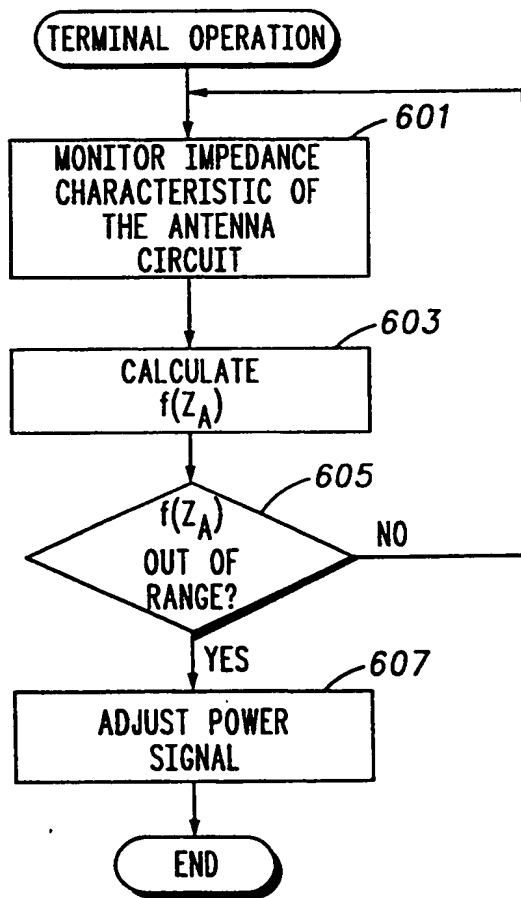 TERMINAL OPERATION
601
MONITOR IMPEDANCE
CHARACTERISTIC OF
THE ANTENNA
CIRCUIT
603
CALCULATE
f(Z_A)
605
f(Z_A)
OUT OF
RANGE?
NO
YES
607
ADJUST POWER
SIGNAL
END